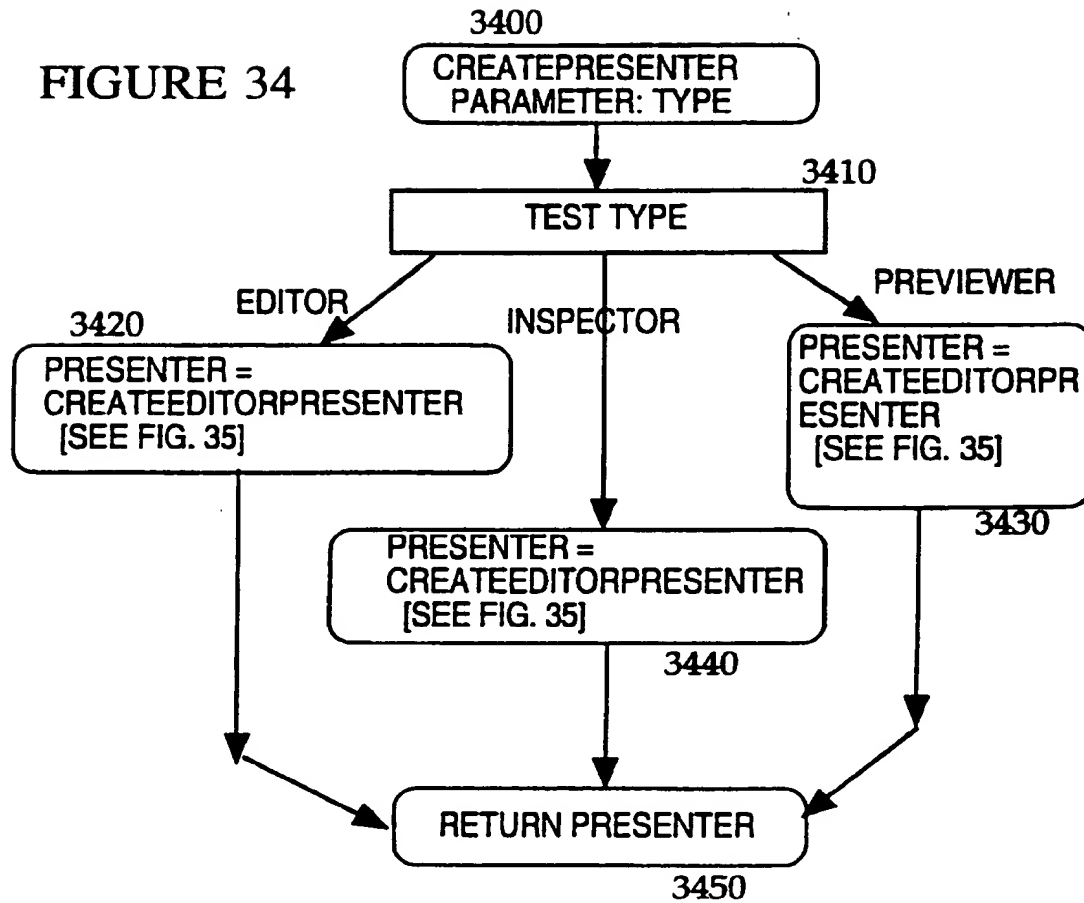 3400
FIGURE 34
CREATEPRESENTER
PARAMETER: TYPE
3410
TEST TYPE
EDITOR
INSPECTOR
PREVIEWER
3420
PRESENTER =
CREATEEDITORPRESENTER
[SEE FIG. 35]
PRESENTER =
CREATEEDITORPR
ESENTER
[SEE FIG. 35]
3430
PRESENTER =
CREATEEDITORPRESENTER
[SEE FIG. 35]
3440
RETURN PRESENTER
3450